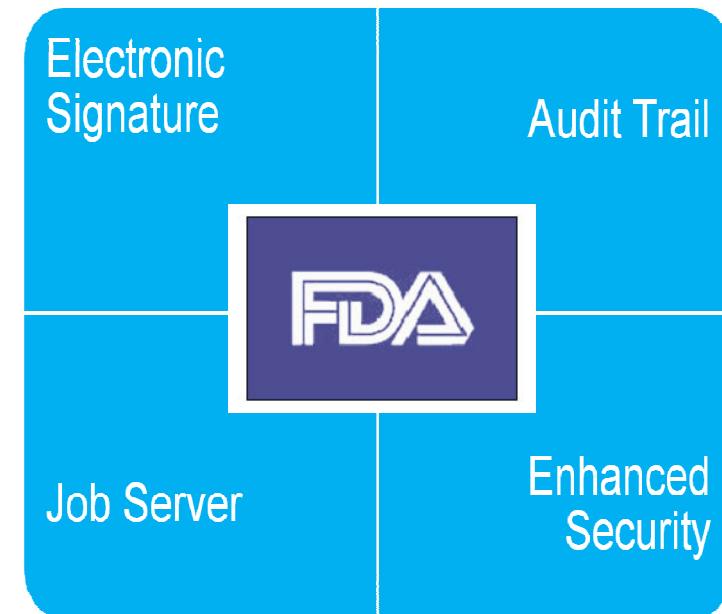 Electronic
Signature
Audit Trail
FDA
Job Server
Enhanced
Security